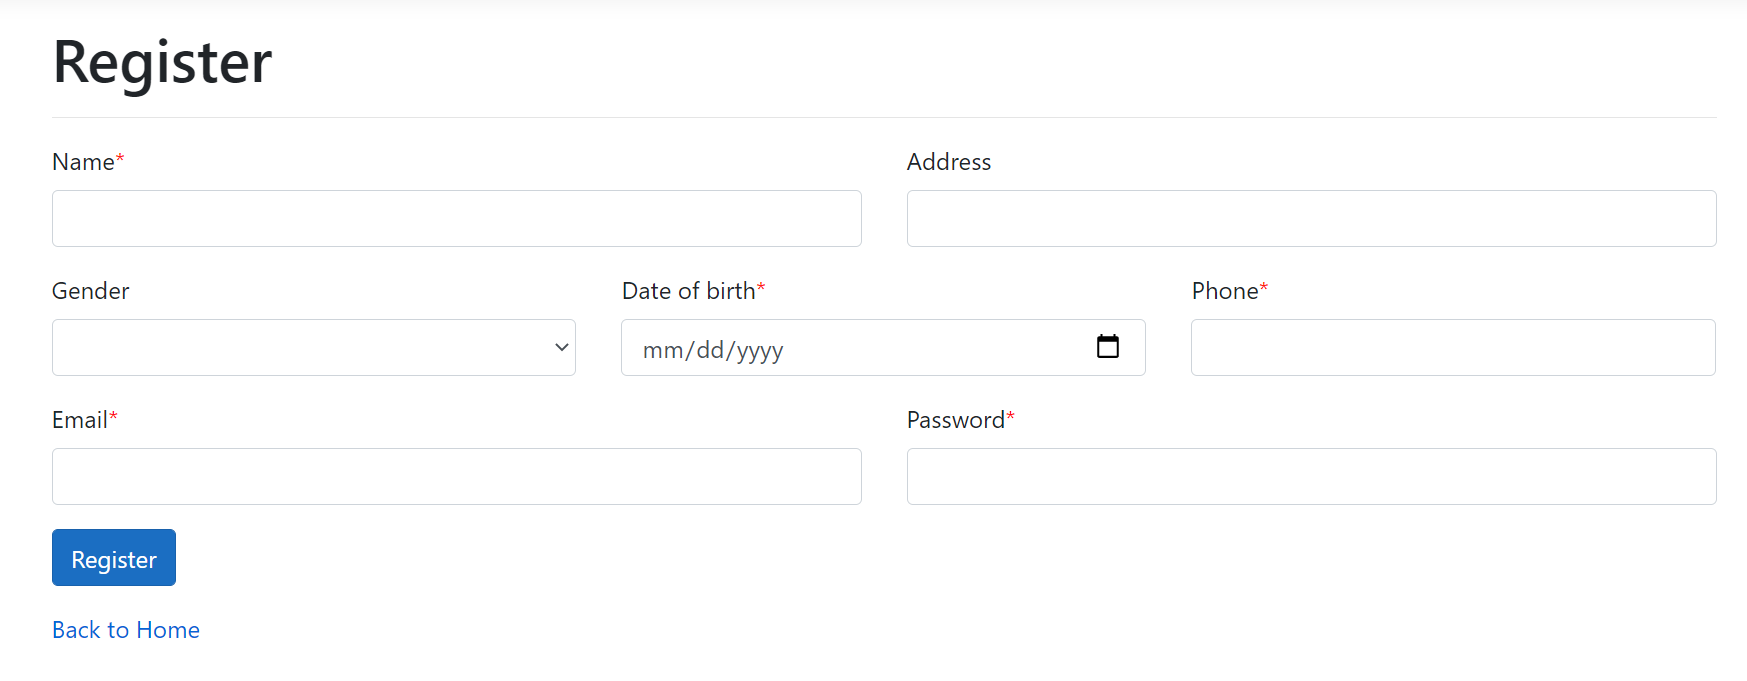 Register
Name* Address
Gender Date of birth* Phone*
mm/dd/yyyy
Email* Password*
Register
Back to Home